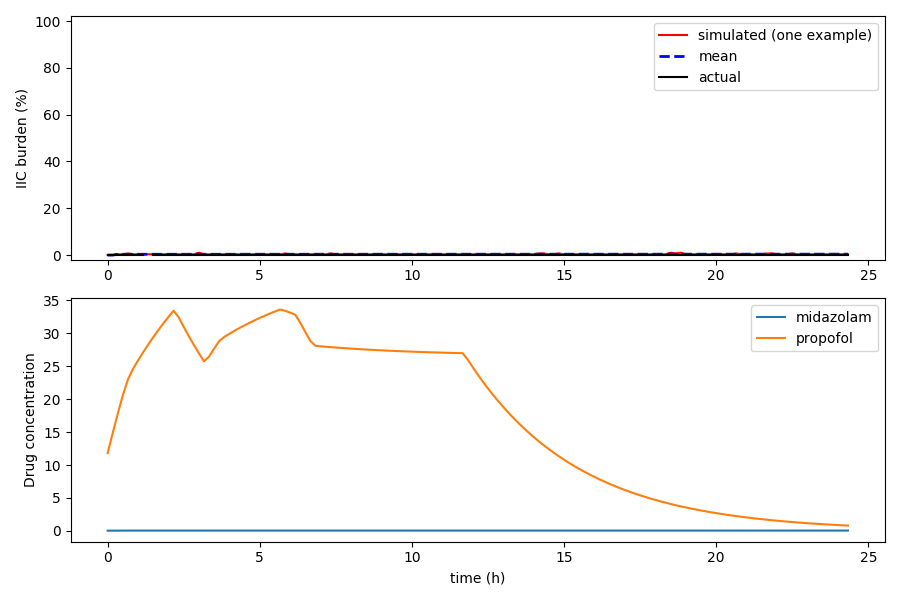 100
80
60
40
20
0
IIC burden (%)
simulated (one example)
mean
actual
0 5 10 15 20 25
35
30
25
20
15
10
5
0
Drug concentration
midazolam
propofol
0 5 10 15 20 25
time (h)